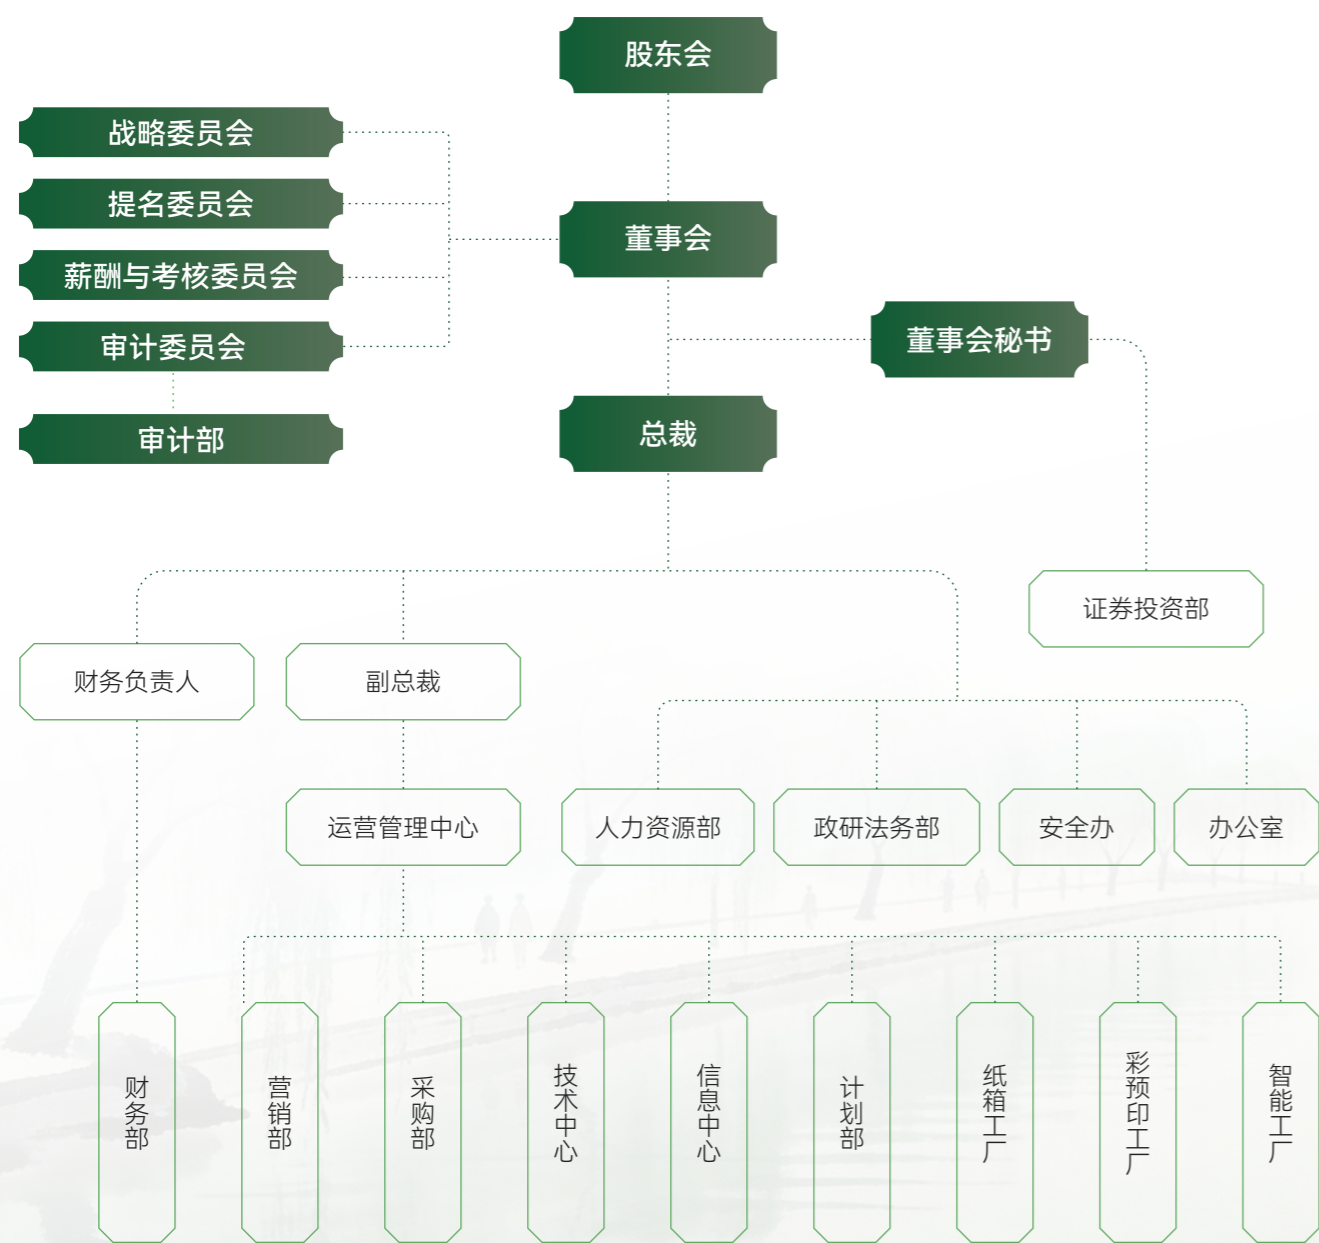 股东会
战略委员会
提名委员会
董事会
薪酬与考核委员会
审计委员会
董事会秘书
审计部
总裁
证券投资部
财务负责人
副总裁
运营管理中心
人力资源部
政研法务部
安全办
办公室
财务部
营销部
采购部
技术中心
信息中心
计划部
纸箱工厂
彩预印工厂
智能工厂